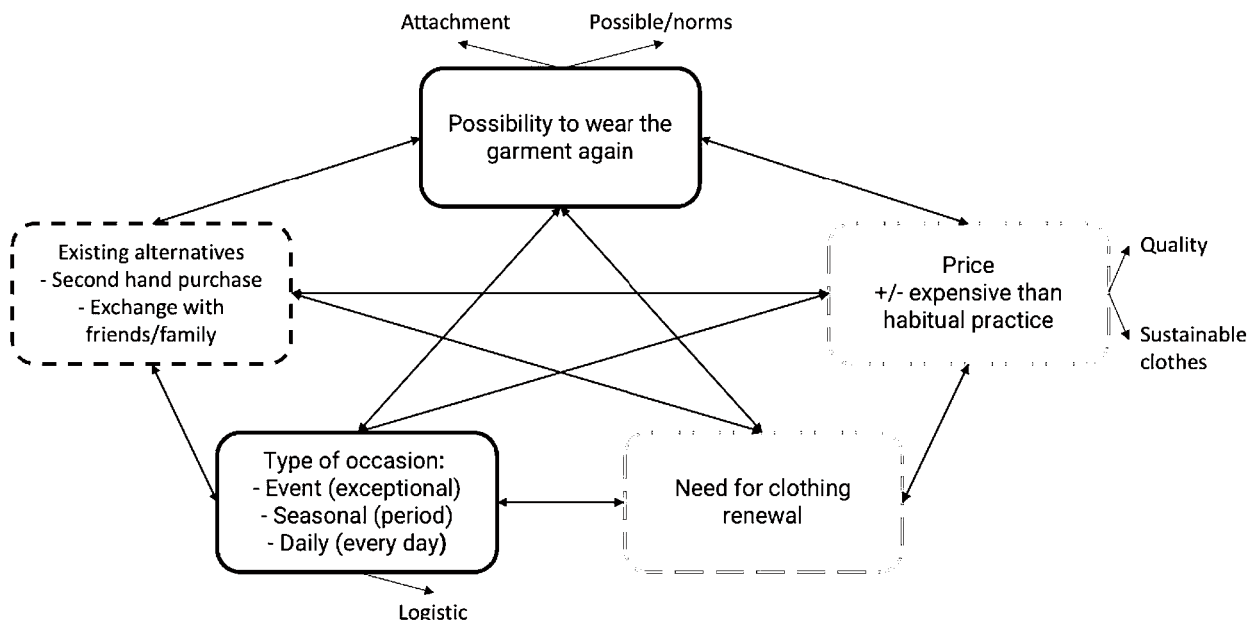 Attachment
Possible/norms
Possibility to wear the
garment again
Existing alternatives
- Second hand purchase
- Exchange with
friends/family
Price
+/- expensive than
habitual practice
Quality
Sustainable
clothes
Type of occasion:
- Event (exceptional)
- Seasonal (period)
- Daily (every day)
Need for clothing
renewal
Logistic